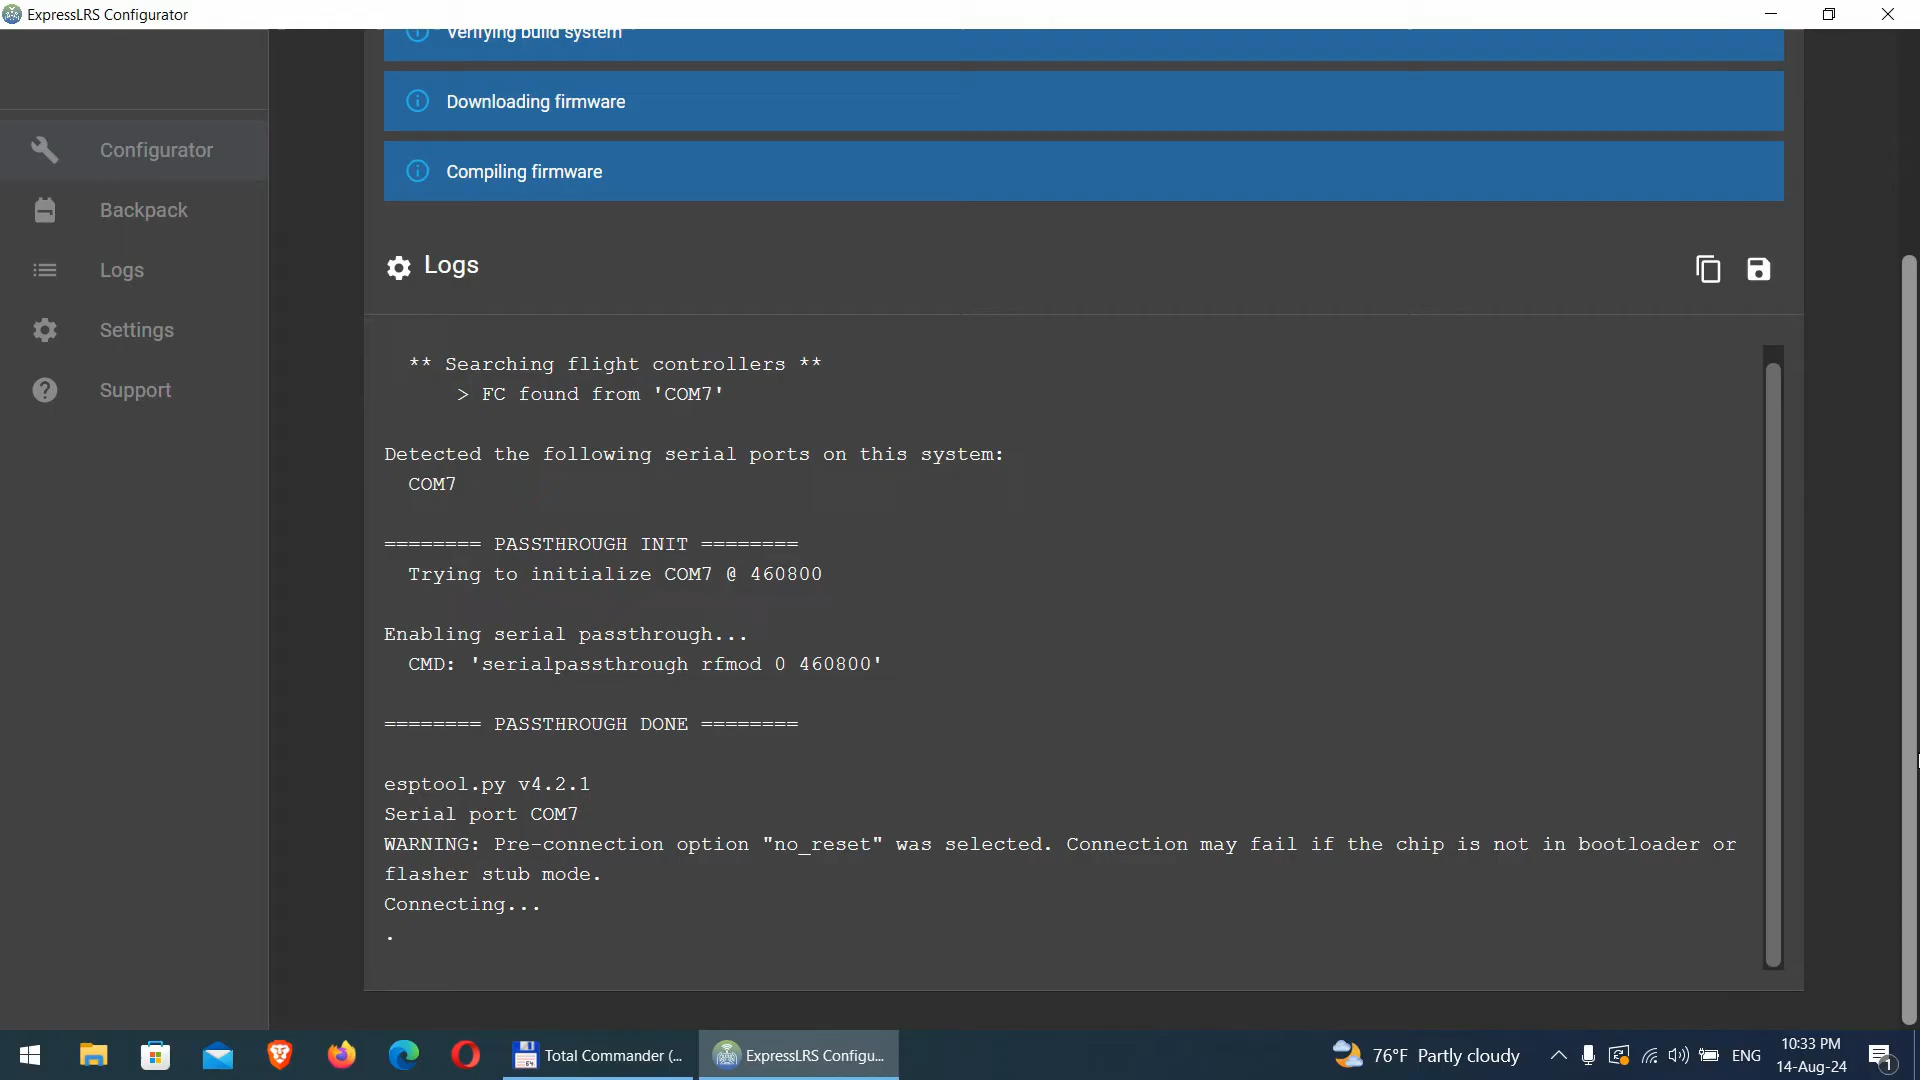 ExpressLRS Configurator
Verifying build system
Downloading firmware
Compiling firmware
Configurator
Backpack
Logs
Settings
Support
Logs
** Searching flight controllers **
> FC found from 'COM7'
Detected the following serial ports on this system:
COM7
======== PASSTHROUGH INIT ========
Trying to initialize COM7 @ 460800
Enabling serial passthrough...
CMD: 'serialpassthrough rfmod 0 460800'
======== PASSTHROUGH DONE ========
esptool.py v4.2.1
Serial port COM7
WARNING: Pre-connection option "no_reset" was selected. Connection may fail if the chip is not in bootloader or
flasher stub mode.
Connecting...
.
Total Commander (...
ExpressLRS Configu...
76°F Partly cloudy
ENG
10:33 PM
14-Aug-24
1